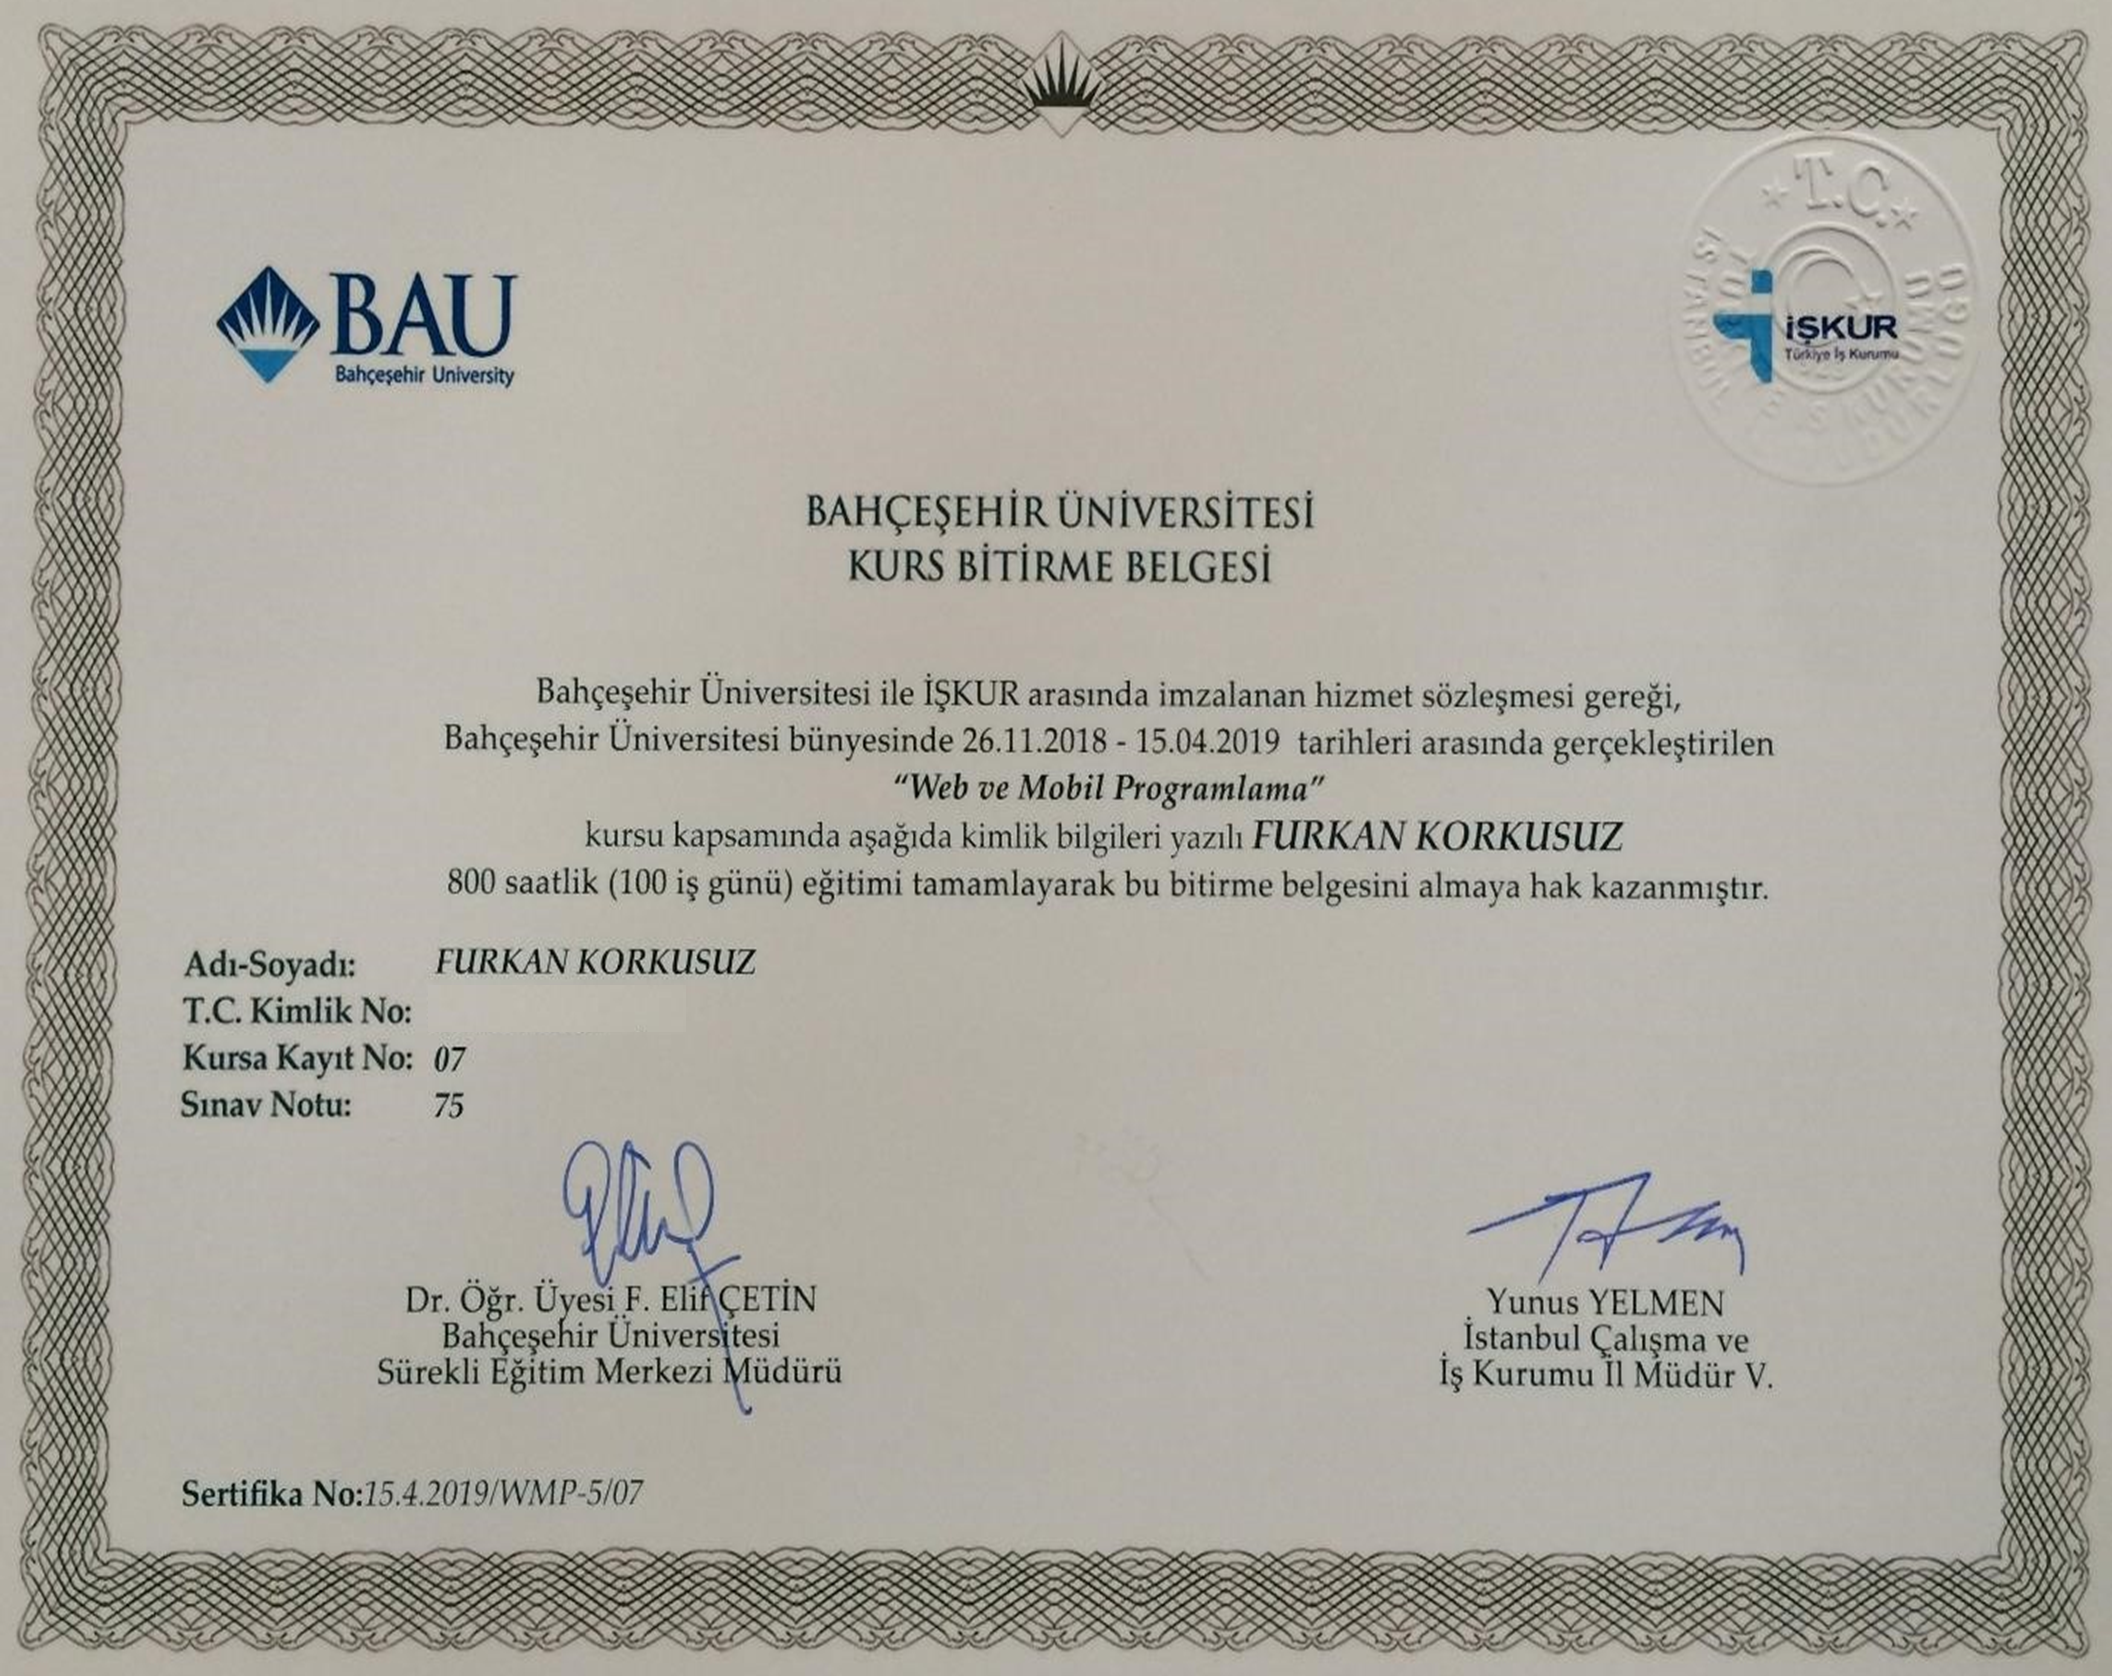 BAU
Bahçeşehir University
T.C.
İŞKUR
Türkiye İş Kurumu
BAHÇEŞEHİR ÜNİVERSİTESİ
KURS BİTİRME BELGESİ
Bahçeşehir Üniversitesi ile İŞKUR arasında imzalanan hizmet sözleşmesi gereği,
Bahçeşehir Üniversitesi bünyesinde 26.11.2018 - 15.04.2019 tarihleri arasında gerçekleştirilen
“Web ve Mobil Programlama”
kursu kapsamında aşağıda kimlik bilgileri yazılı FURKAN KORKUSUZ
800 saatlik (100 iş günü) eğitimi tamamlayarak bu bitirme belgesini almaya hak kazanmıştır.
Adı-Soyadı: FURKAN KORKUSUZ
T.C. Kimlik No:
Kursa Kayıt No: 07
Sınav Notu: 75
Dr. Öğr. Üyesi F. Elif ÇETİN
Bahçeşehir Üniversitesi
Sürekli Eğitim Merkezi Müdürü
Yunus YELMEN
İstanbul Çalışma ve
İş Kurumu İl Müdür V.
Sertifika No:15.4.2019/WMP-5/07